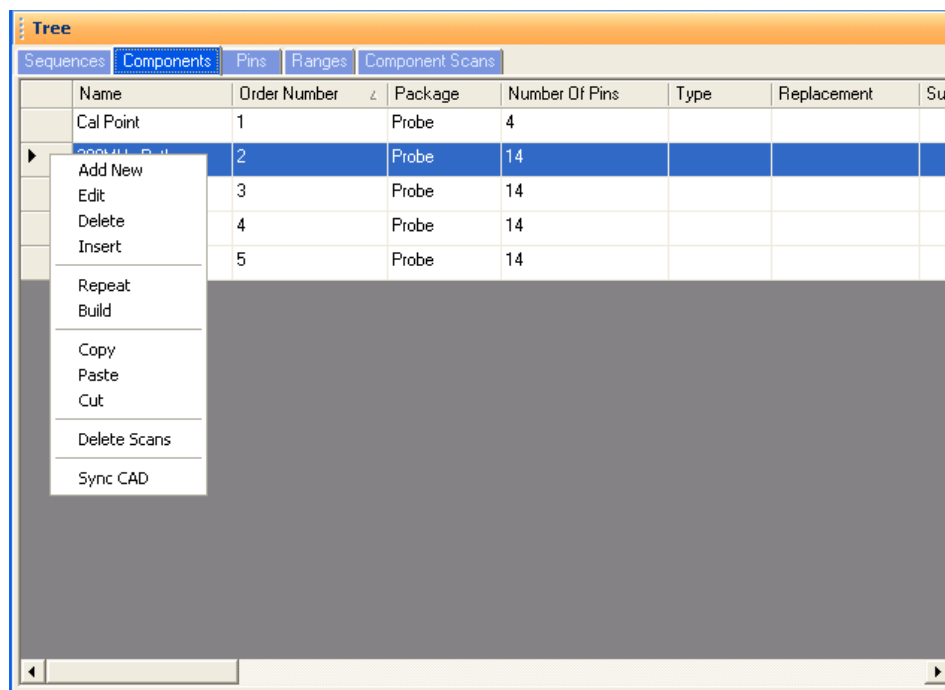 Tree
Sequences Components Pins Ranges Component Scans
Name Order Number Package Number Of Pins Type Replacement Su
Cal Point 1 Probe 4
2 Probe 14
3 Probe 14
4 Probe 14
5 Probe 14
Add New
Edit
Delete
Insert
Repeat
Build
Copy
Paste
Cut
Delete Scans
Sync CAD